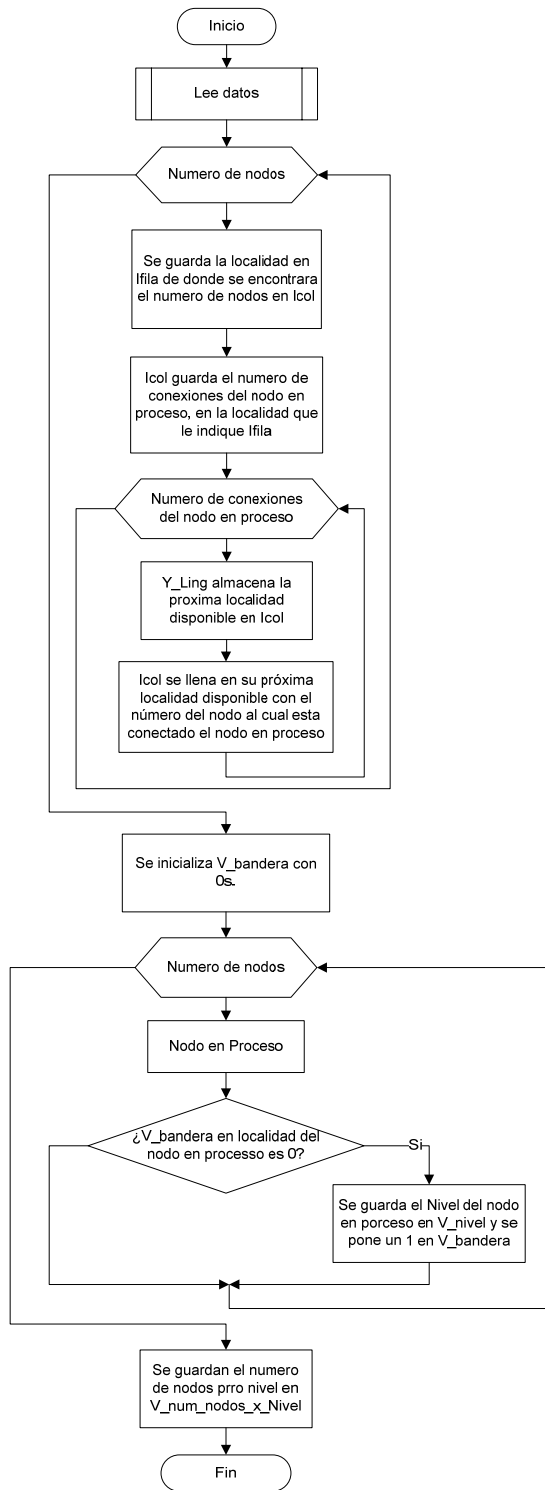 Inicio
Lee datos
Numero de nodos
Se guarda la localidad en
Ifila de donde se encontrara
el numero de nodos en Icol
Icol guarda el numero de
conexiones del nodo en
proceso, en la localidad que
le indique Ifila
Numero de conexiones
del nodo en proceso
Y_Ling almacena la
proxima localidad
disponible en Icol
Icol se llena en su próxima
localidad disponible con el
número del nodo al cual esta
conectado el nodo en proceso
Se inicializa V_bandera con
0s.
Numero de nodos
Nodo en Proceso
¿V_bandera en localidad del
nodo en processo es 0?
Si
Se guarda el Nivel del nodo
en porceso en V_nivel y se
pone un 1 en V_bandera
Se guardan el numero
de nodos prro nivel en
V_num_nodos_x_Nivel
Fin